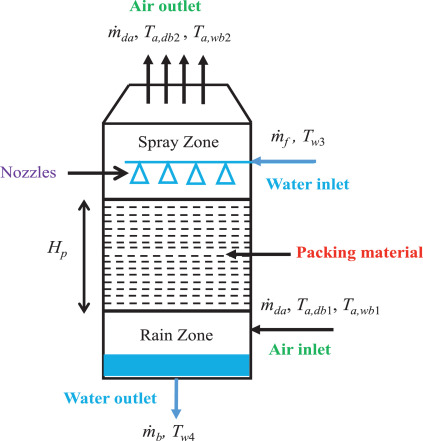 Air outlet
ṁda, Ta,db2 , Ta,wb2
Spray Zone
ṁf , Tw3
Nozzles
Water inlet
Hp
Packing material
ṁda, Ta,db1, Ta,wb1
Rain Zone
Air inlet
Water outlet
ṁb, Tw4